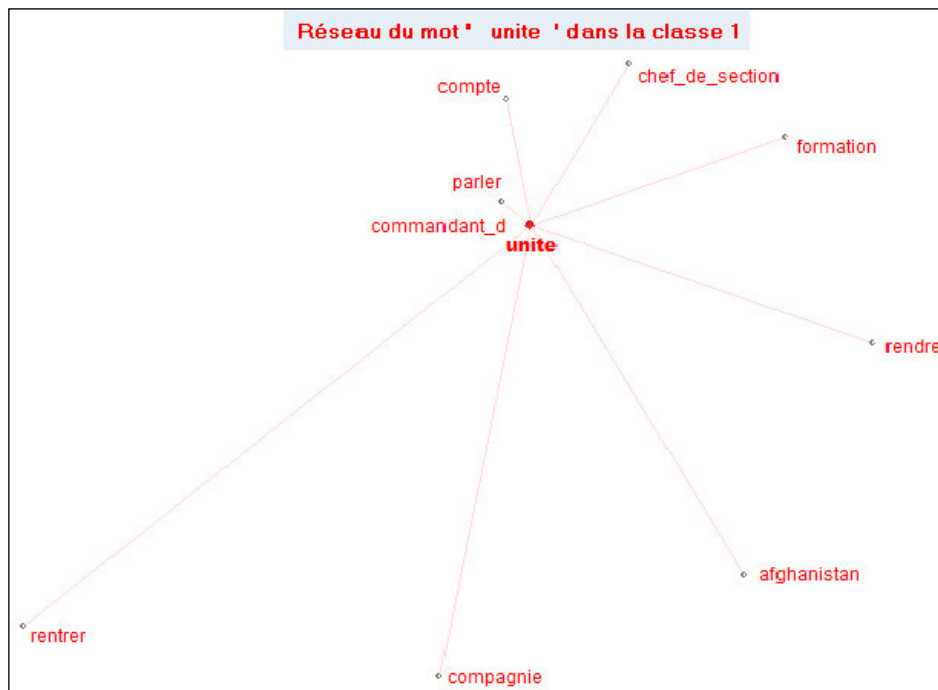 Réseau du mot ' unite ' dans la classe 1
chef_de_section
compte
formation
parler
commandant_d
unite
rendre
afghanistan
rentrer
compagnie